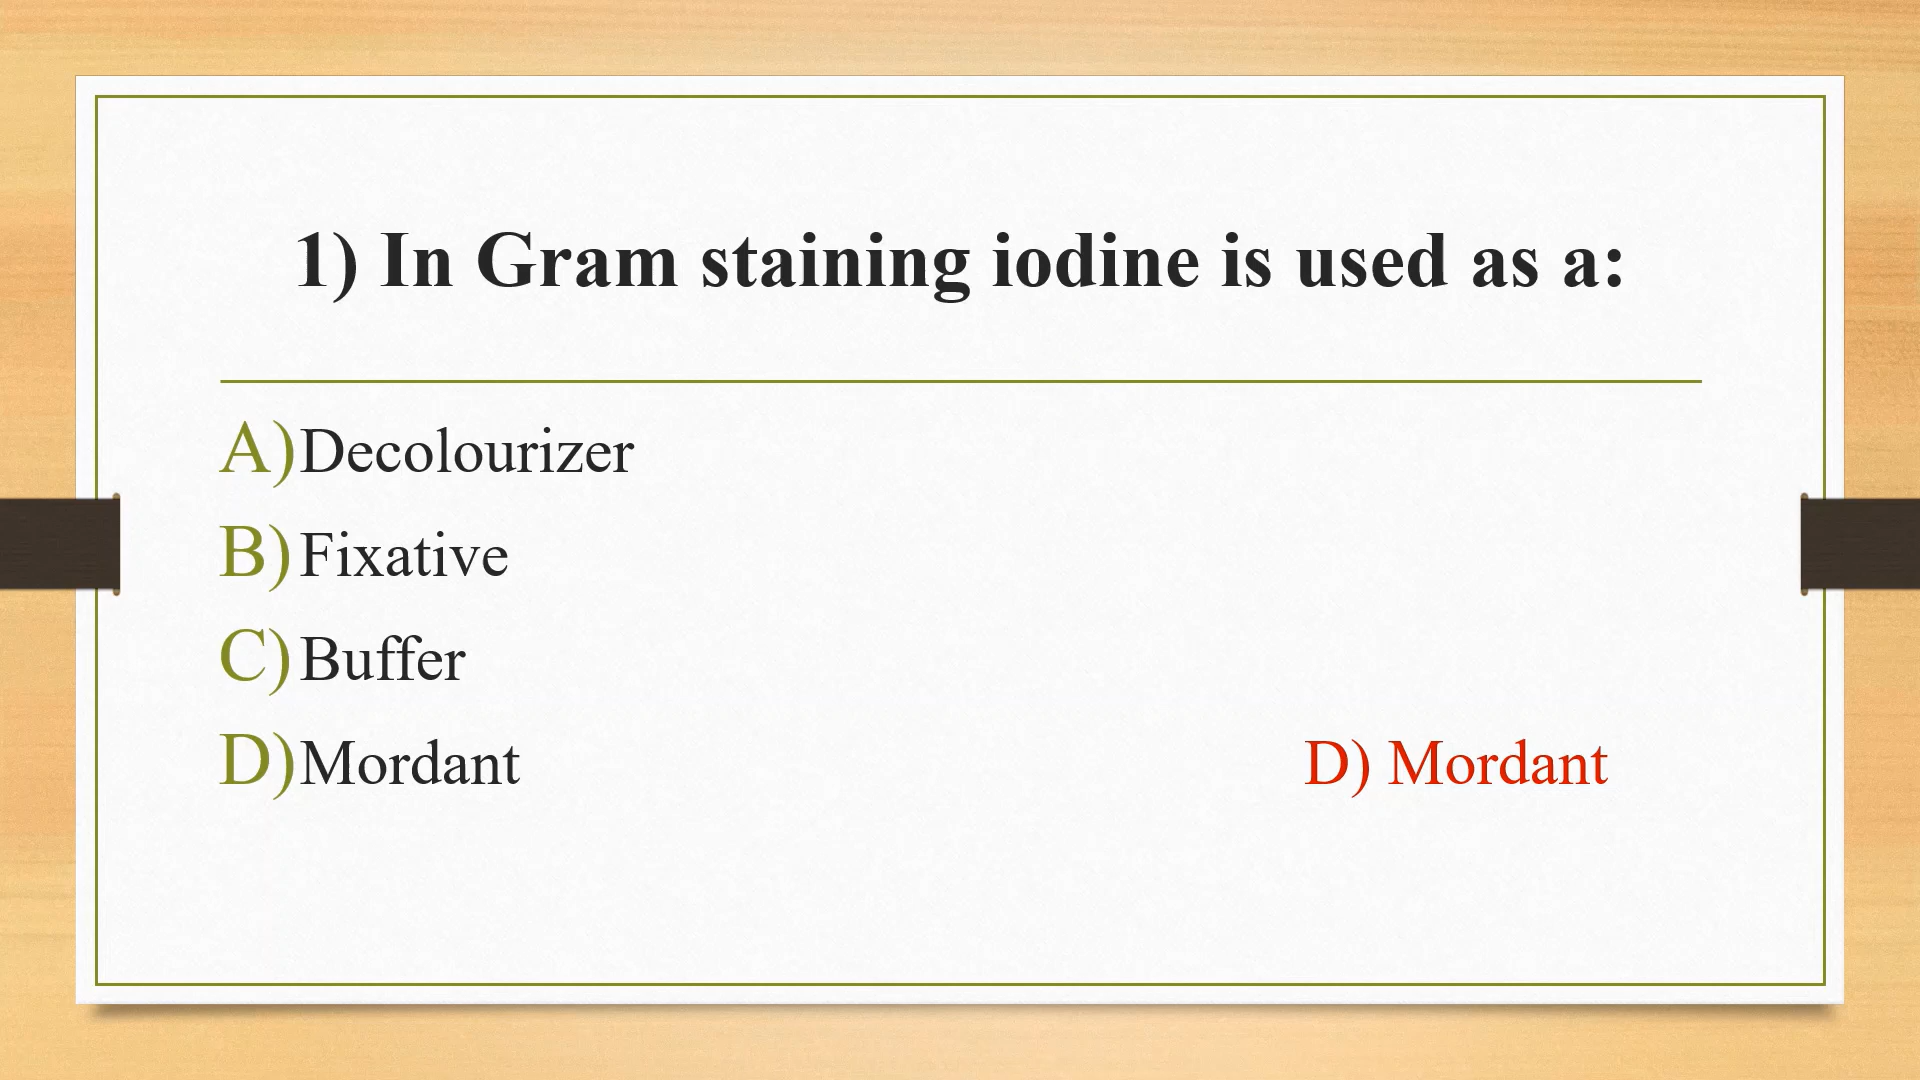 1) In Gram staining iodine is used as a:
A) Decolourizer
B) Fixative
C) Buffer
D) Mordant
D) Mordant